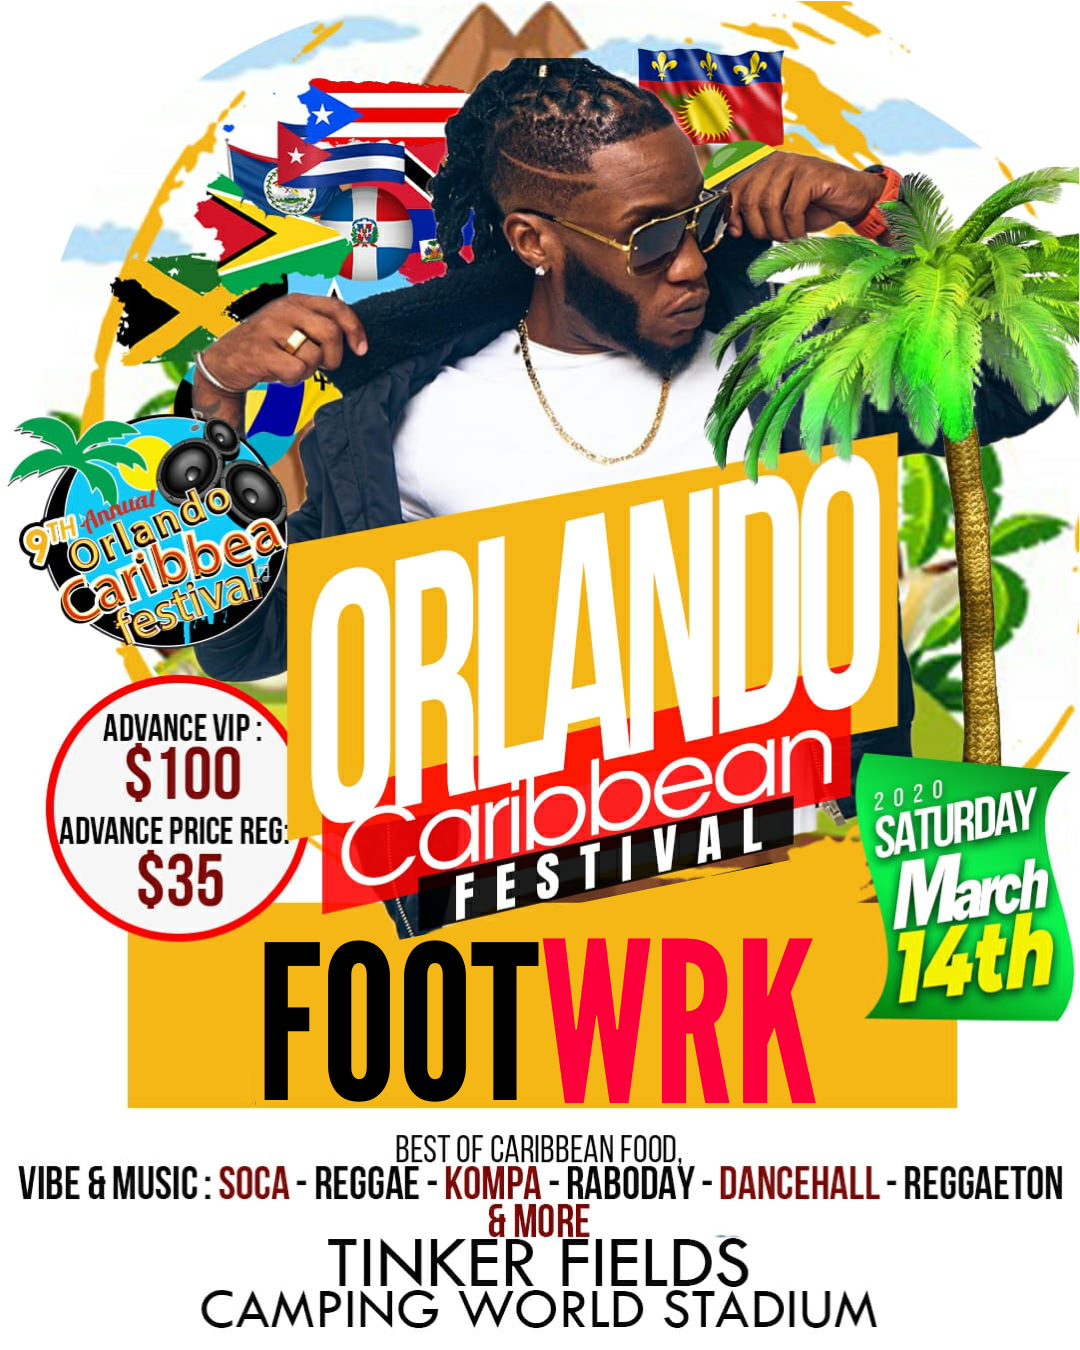 9TH Annual
Orlando
Caribbea
festival
ORLANDO
Caribbean
FESTIVAL
ADVANCE VIP :
$100
ADVANCE PRICE REG:
$35
2020
SATURDAY
March
14th
FOOTWRK
BEST OF CARIBBEAN FOOD,
VIBE & MUSIC : SOCA - REGGAE - KOMPA - RABODAY - DANCEHALL - REGGAETON
& MORE
TINKER FIELDS
CAMPING WORLD STADIUM